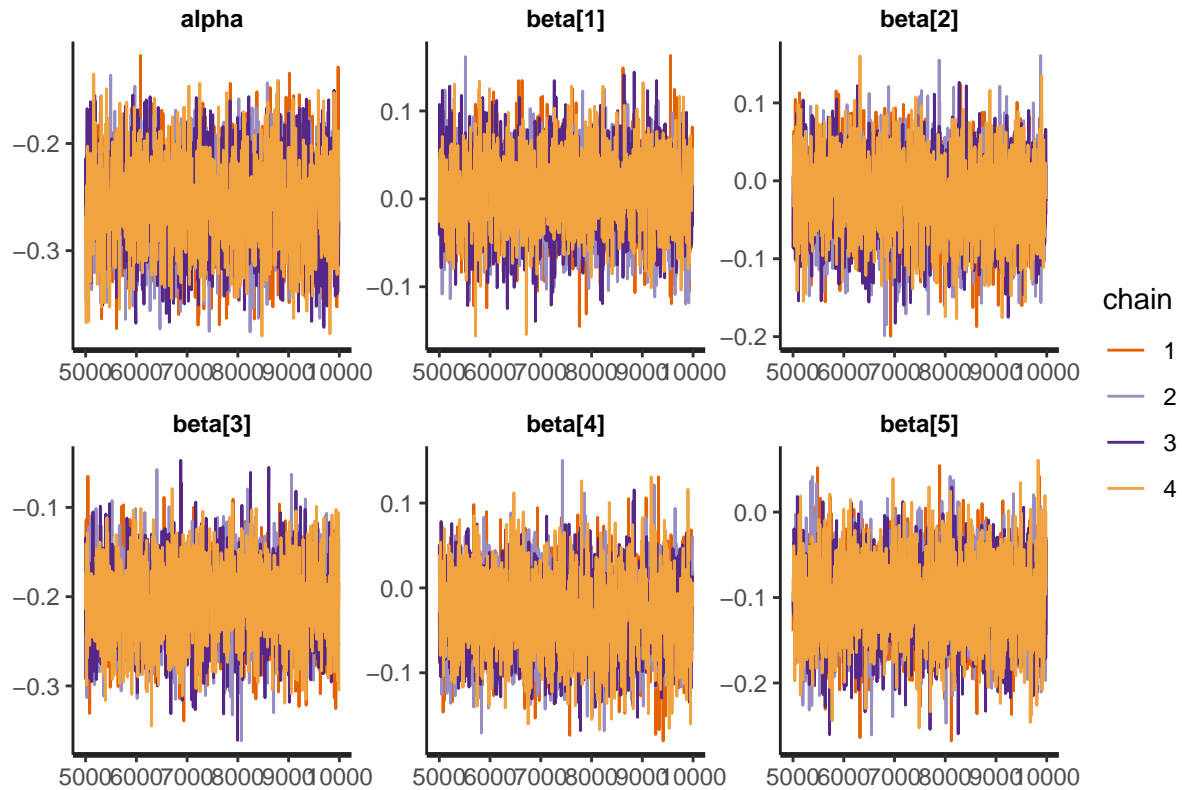 alpha beta[1] beta[2]
−0.2 0.1 0.1
−0.3 0.0 0.0
−0.1 −0.1
−0.2
5000 6000 7000 8000 9000 10000 5000 6000 7000 8000 9000 10000 5000 6000 7000 8000 9000 10000
beta[3] beta[4] beta[5]
−0.1 0.1 0.0
−0.2 0.0 −0.1
−0.3 −0.1 −0.2
5000 6000 7000 8000 9000 10000 5000 6000 7000 8000 9000 10000 5000 6000 7000 8000 9000 10000
chain
1
2
3
4